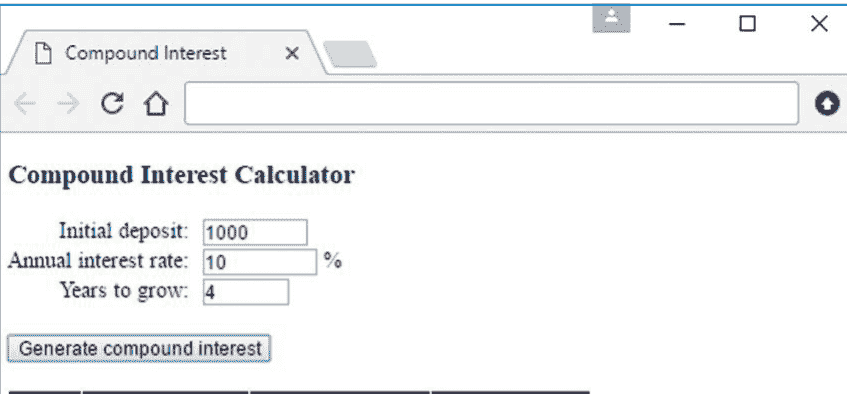 Compound Interest
Compound Interest Calculator
Initial deposit: 1000
Annual interest rate: 10 %
Years to grow: 4
Generate compound interest